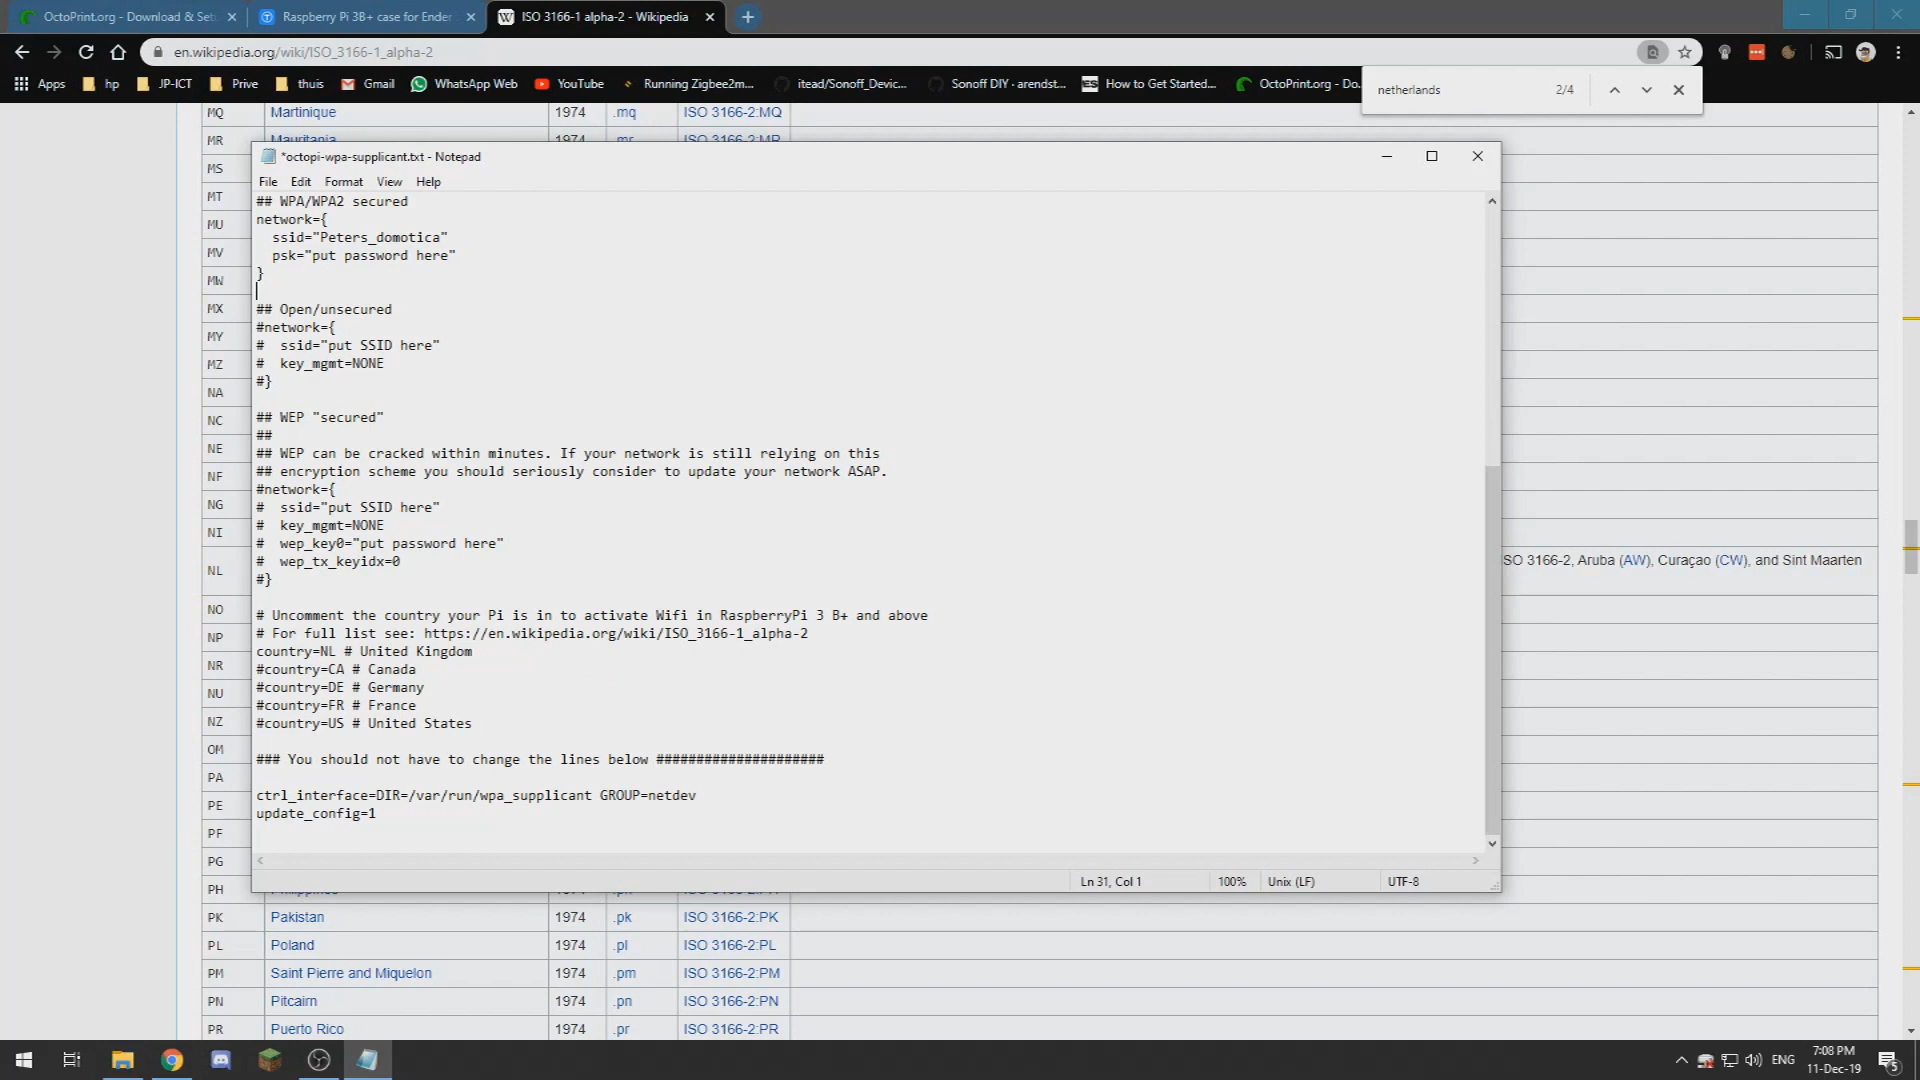 OctoPrint.org - Download & Set
Raspberry Pi 3B+ case for Ender
ISO 3166-1 alpha-2 - Wikipedia
en.wikipedia.org/wiki/ISO_3166-1_alpha-2
Apps
hp
JP-ICT
Prive
thuis
Gmail
WhatsApp Web
YouTube
Running Zigbee2m...
itead/Sonoff_Devic...
Sonoff DIY - arendst...
How to Get Started...
OctoPrint.org - Do...
netherlands 2/4
MQ Martinique 1974 .mq ISO 3166-2:MQ
MR Mauritania 1974 .mr ISO 3166-2:MR
MS
MT
MU
MV
MW
MX
MY
MZ
NA
NC
NE
NF
NG
NI
NL SO 3166-2, Aruba (AW), Curaçao (CW), and Sint Maarten
NO
NP
NR
NU
NZ
OM
PA
PE
PF
PG
PH
PK Pakistan 1974 .pk ISO 3166-2:PK
PL Poland 1974 .pl ISO 3166-2:PL
PM Saint Pierre and Miquelon 1974 .pm ISO 3166-2:PM
PN Pitcairn 1974 .pn ISO 3166-2:PN
PR Puerto Rico 1974 .pr ISO 3166-2:PR
*octopi-wpa-supplicant.txt - Notepad
File Edit Format View Help
## WPA/WPA2 secured
network={
  ssid="Peters_domotica"
  psk="put password here"
}
## Open/unsecured
#network={
#  ssid="put SSID here"
#  key_mgmt=NONE
#}
## WEP "secured"
##
## WEP can be cracked within minutes. If your network is still relying on this
## encryption scheme you should seriously consider to update your network ASAP.
#network={
#  ssid="put SSID here"
#  key_mgmt=NONE
#  wep_key0="put password here"
#  wep_tx_keyidx=0
#}
# Uncomment the country your Pi is in to activate Wifi in RaspberryPi 3 B+ and above
# For full list see: https://en.wikipedia.org/wiki/ISO_3166-1_alpha-2
country=NL # United Kingdom
#country=CA # Canada
#country=DE # Germany
#country=FR # France
#country=US # United States
### You should not have to change the lines below #####################
ctrl_interface=DIR=/var/run/wpa_supplicant GROUP=netdev
update_config=1
Ln 31, Col 1
100%
Unix (LF)
UTF-8
ENG
7:08 PM
11-Dec-19
5